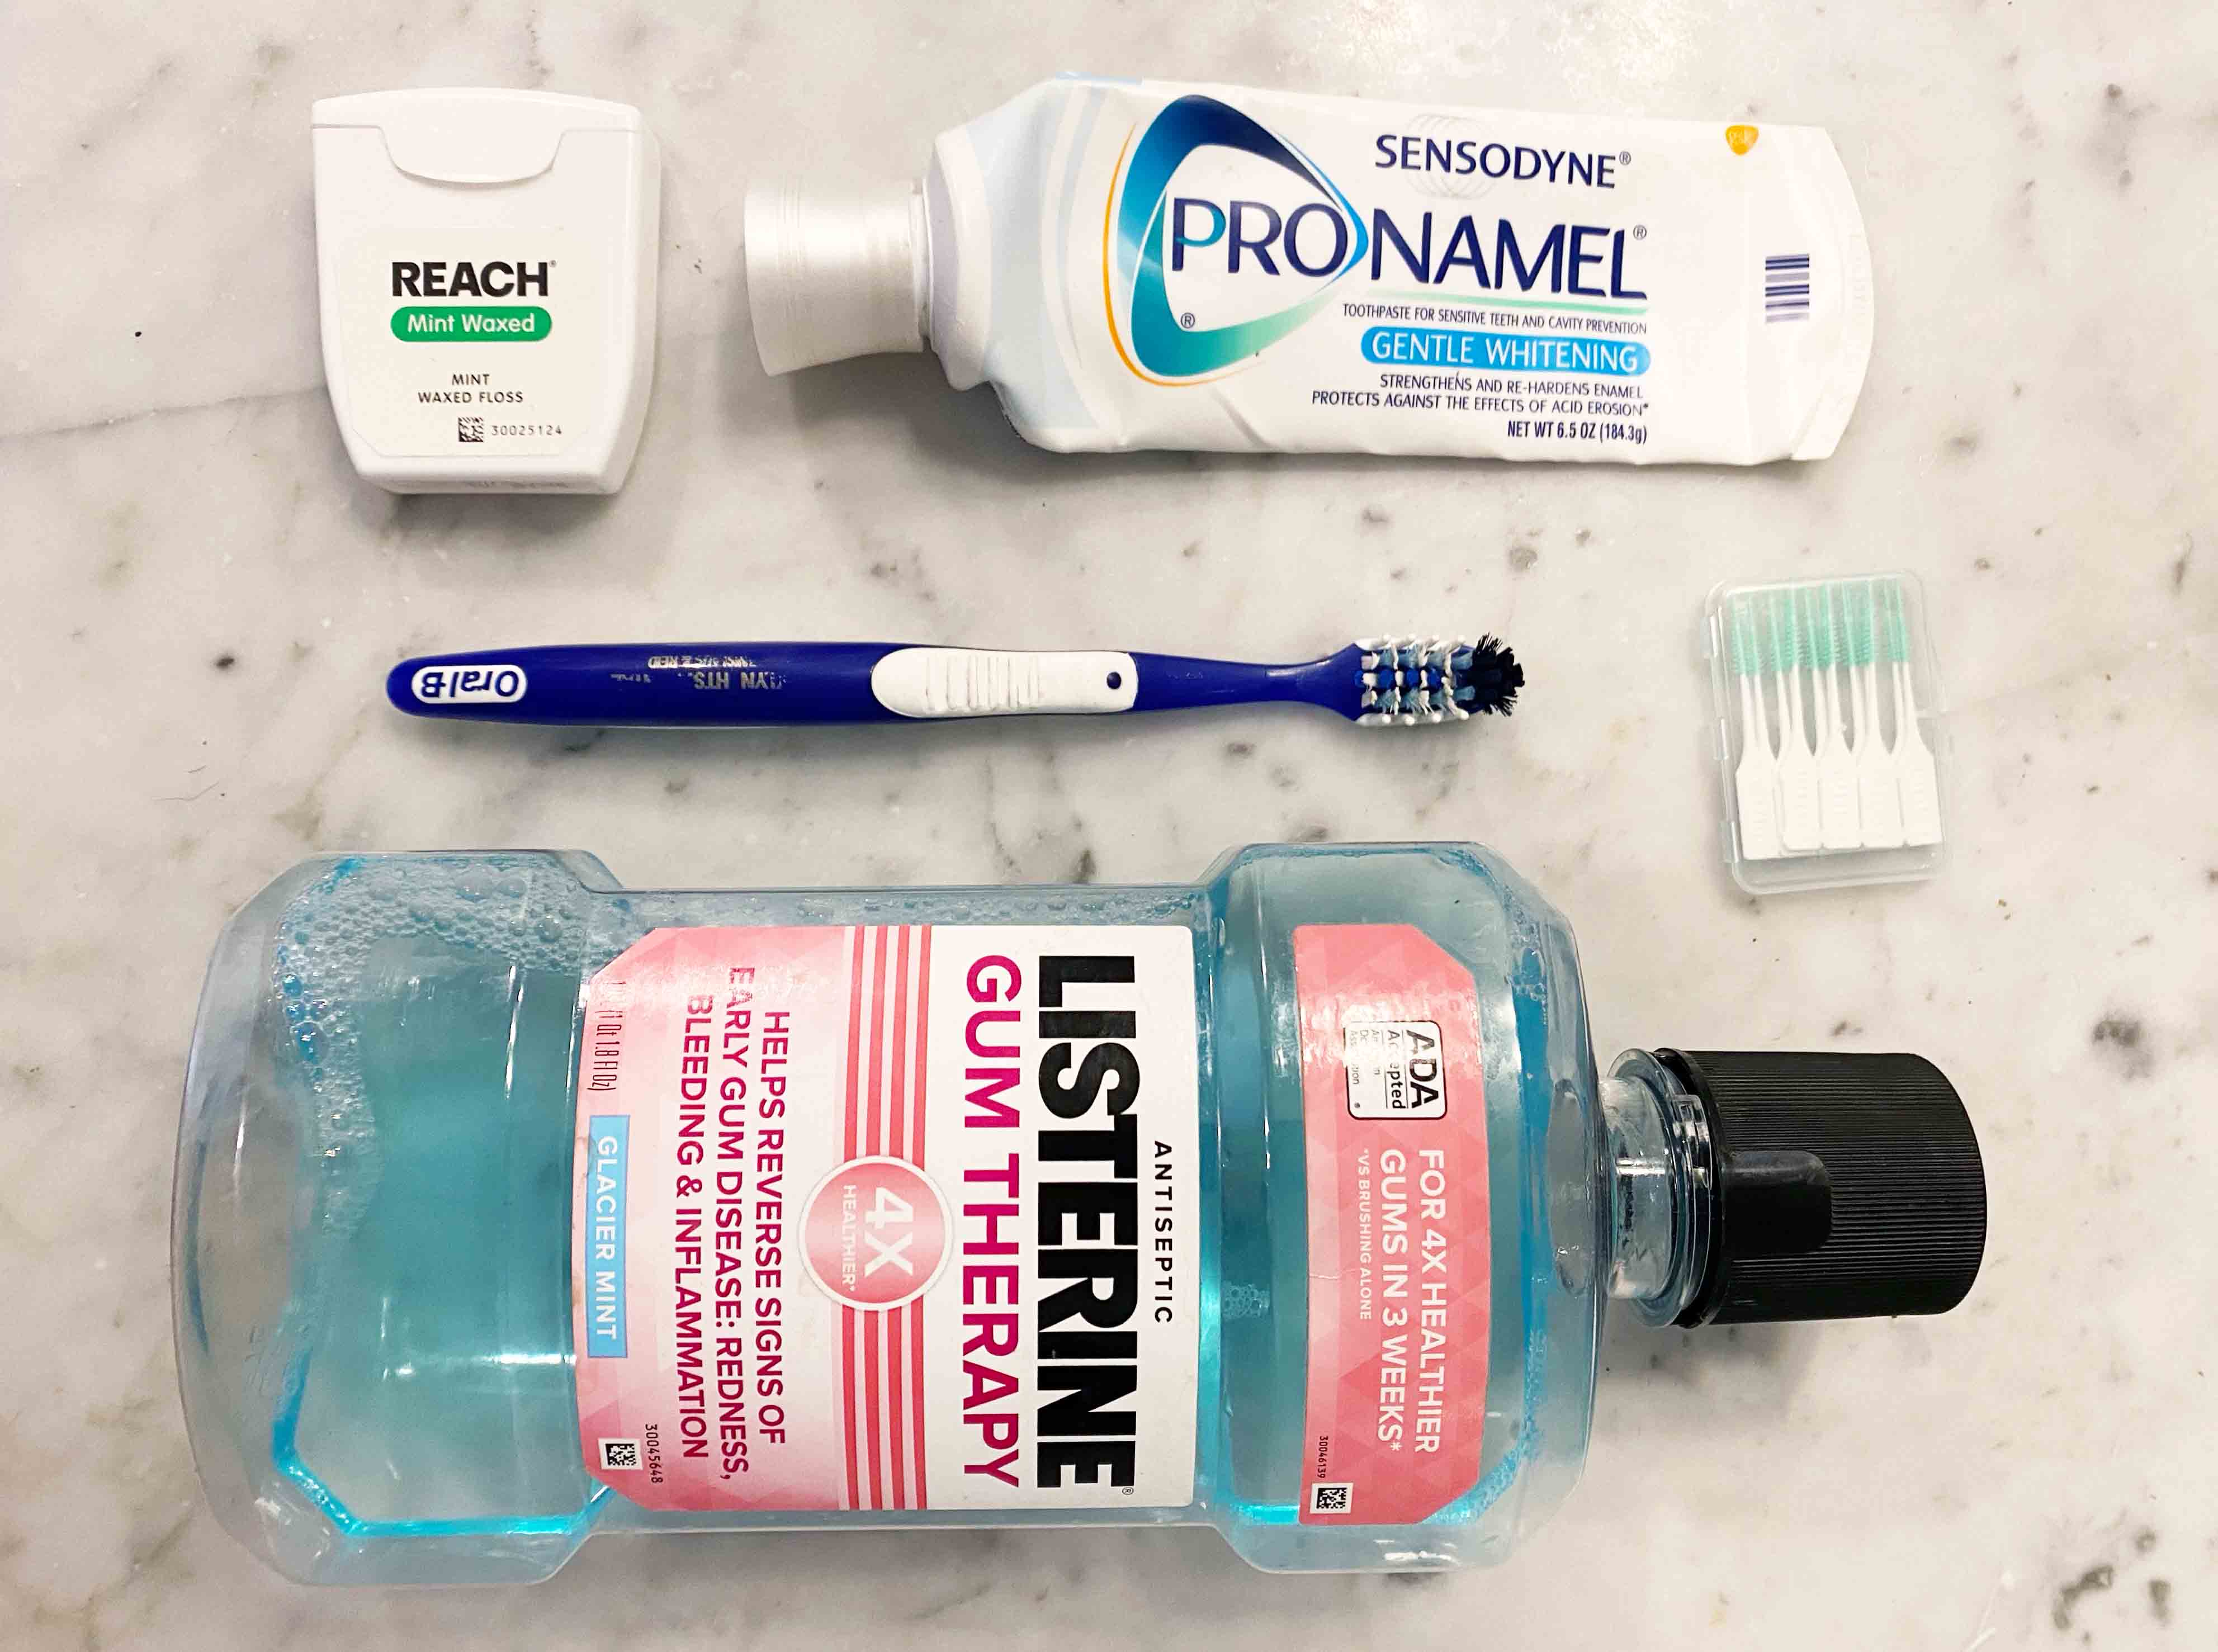 REACH®
Mint Waxed
MINT
WAXED FLOSS
30025124
SENSODYNE®
PRONAMEL®
®
TOOTHPASTE FOR SENSITIVE TEETH AND CAVITY PREVENTION
GENTLE WHITENING
STRENGTHENS AND RE-HARDENS ENAMEL
PROTECTS AGAINST THE EFFECTS OF ACID EROSION*
NET WT 6.5 OZ (184.3g)
gsk
Oral-B
ADA
Accepted
FOR 4X HEALTHIER
GUMS IN 3 WEEKS*
*VS BRUSHING ALONE
30046139
ANTISEPTIC
LISTERINE®
GUM THERAPY
4X
HEALTHIER*
HELPS REVERSE SIGNS OF
EARLY GUM DISEASE: REDNESS,
BLEEDING & INFLAMMATION
GLACIER MINT
30045648